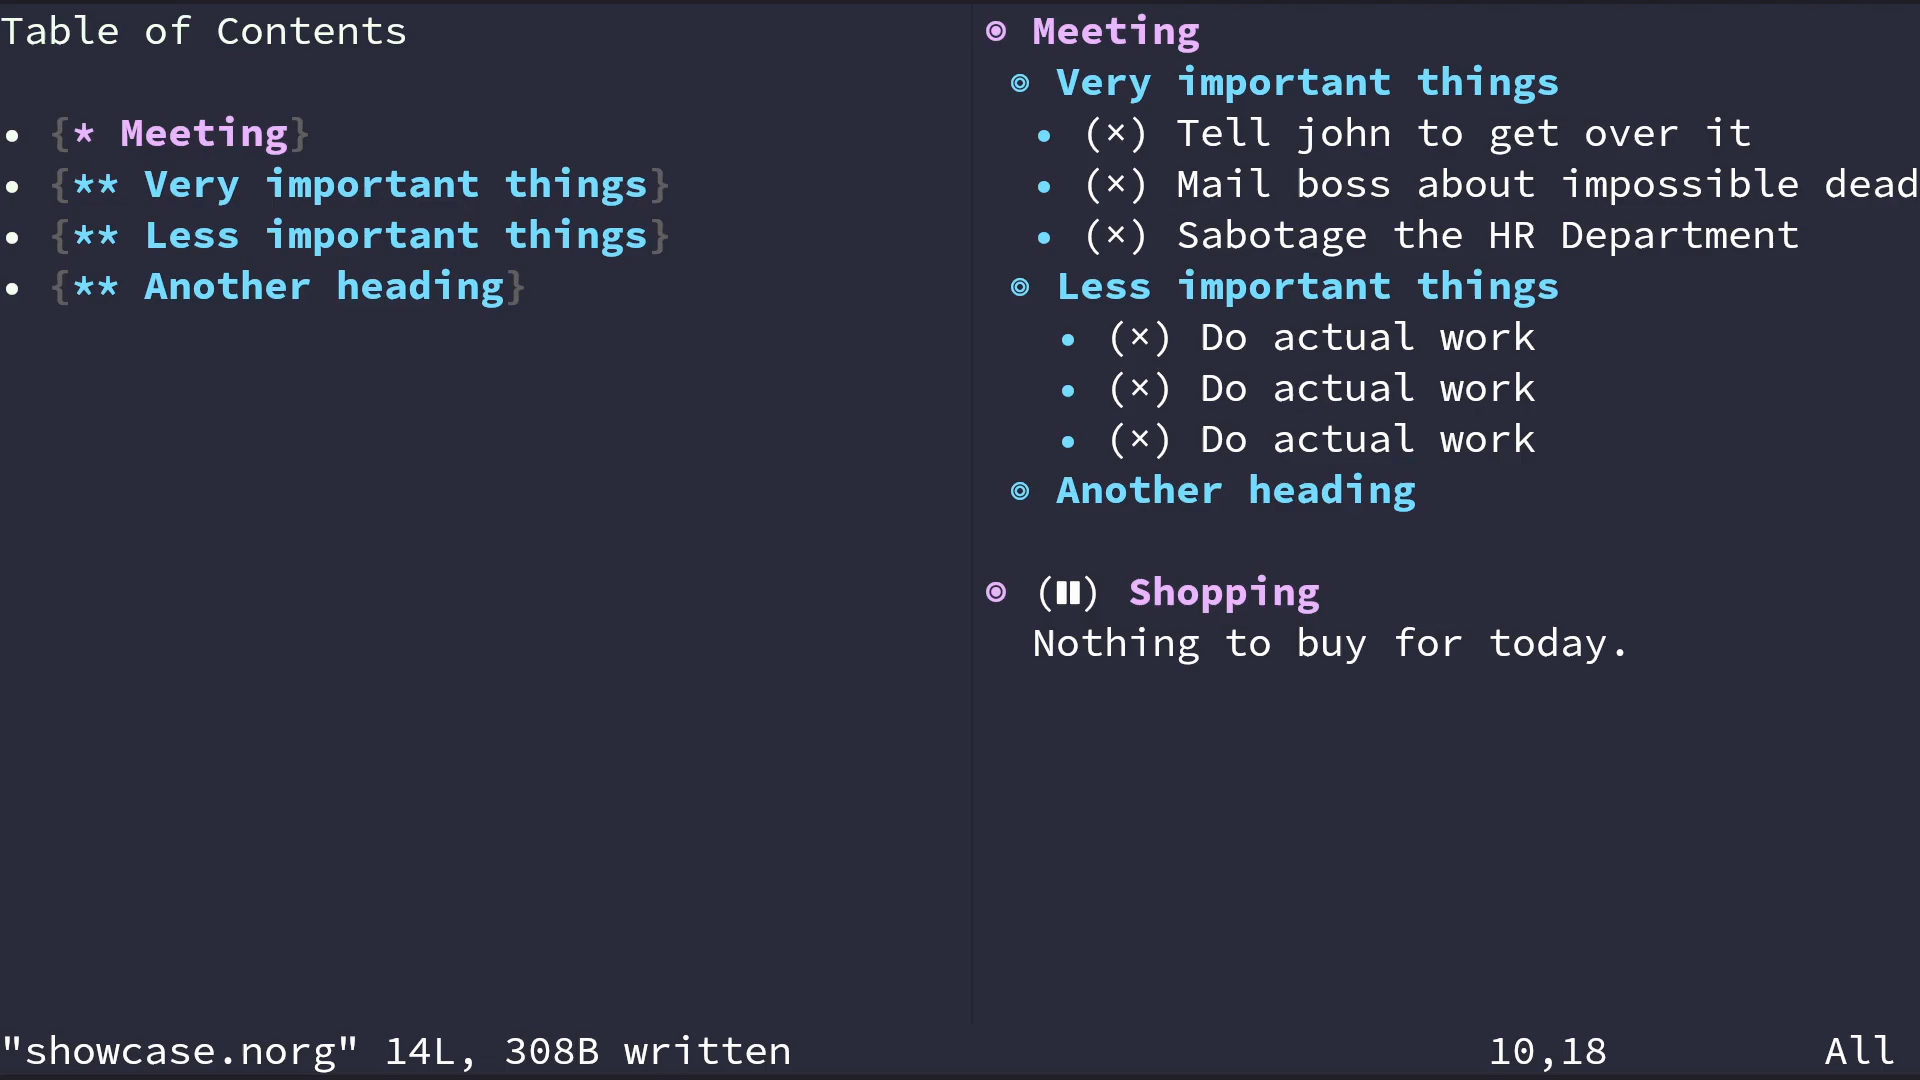 Table of Contents
• {* Meeting}
• {** Very important things}
• {** Less important things}
• {** Another heading}
◉ Meeting
◎ Very important things
• (×) Tell john to get over it
• (×) Mail boss about impossible dead
• (×) Sabotage the HR Department
◎ Less important things
• (×) Do actual work
• (×) Do actual work
• (×) Do actual work
◎ Another heading
◉ (⏸) Shopping
Nothing to buy for today.
"showcase.norg" 14L, 308B written 10,18 All